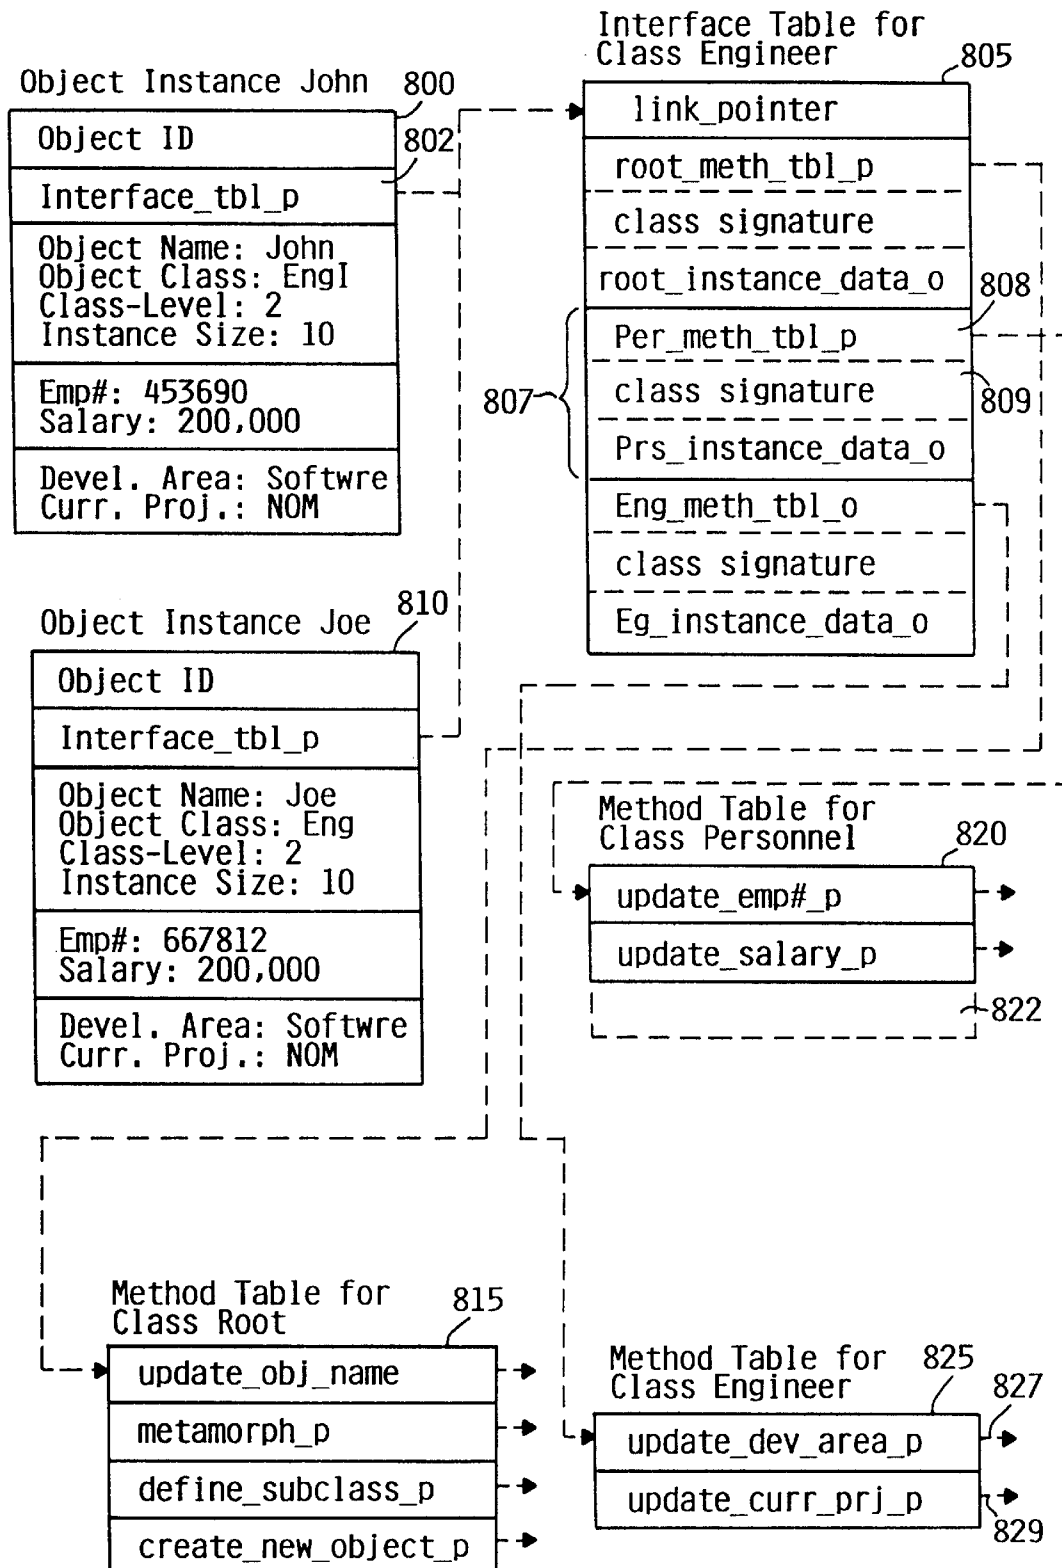 Object Instance John
800
Object ID
802
Interface_tbl_p
Object Name: John
Object Class: EngI
Class-Level: 2
Instance Size: 10
Emp#: 453690
Salary: 200,000
Devel. Area: Softwre
Curr. Proj.: NOM
Interface Table for
Class Engineer
805
link_pointer
root_meth_tbl_p
class signature
root_instance_data_o
808
Per_meth_tbl_p
807
class signature
809
Prs_instance_data_o
Eng_meth_tbl_o
class signature
Eg_instance_data_o
Object Instance Joe
810
Object ID
Interface_tbl_p
Object Name: Joe
Object Class: Eng
Class-Level: 2
Instance Size: 10
Emp#: 667812
Salary: 200,000
Devel. Area: Softwre
Curr. Proj.: NOM
Method Table for
Class Personnel
820
update_emp#_p
update_salary_p
822
Method Table for
Class Root
815
update_obj_name
metamorph_p
define_subclass_p
create_new_object_p
Method Table for
Class Engineer
825
827
update_dev_area_p
update_curr_prj_p
829